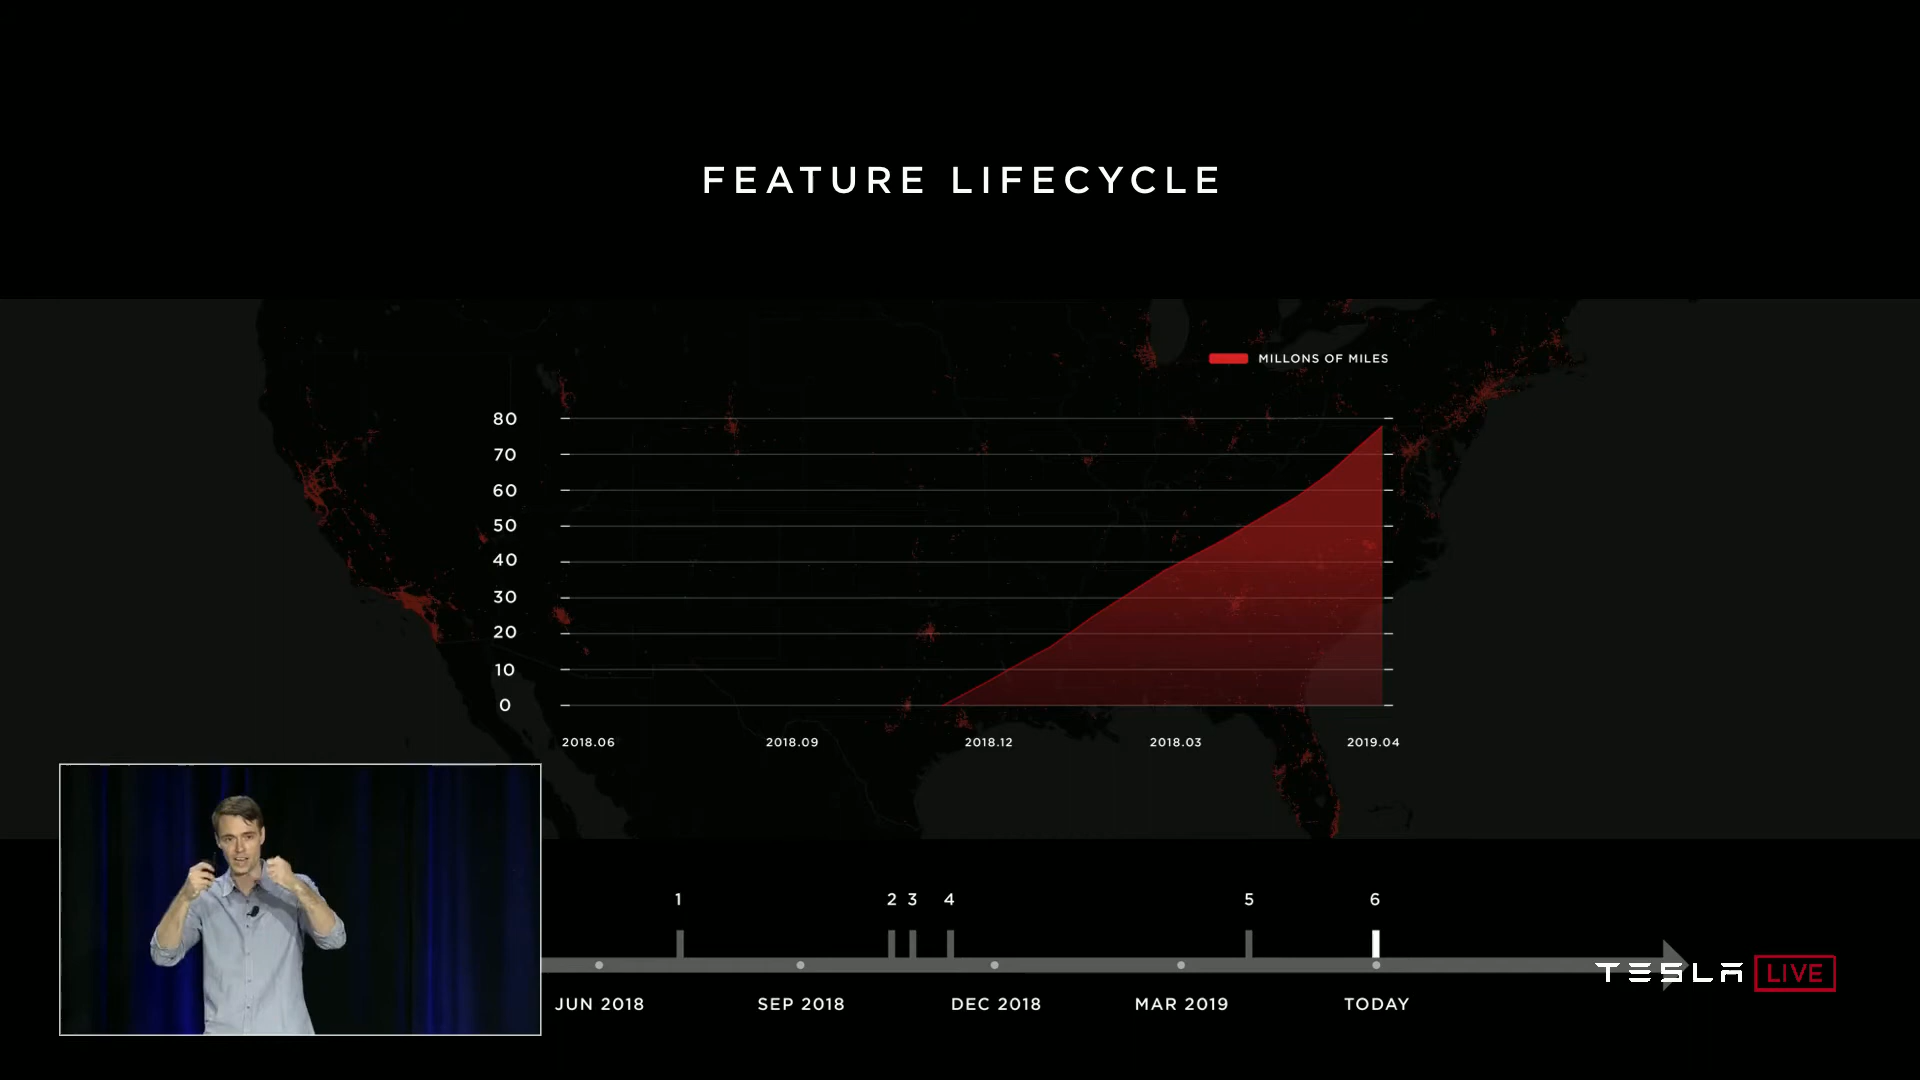 FEATURE LIFECYCLE
MILLONS OF MILES
80
70
60
50
40
30
20
10
0
2018.06 2018.09 2018.12 2018.03 2019.04
1 2 3 4 5 6
JUN 2018 SEP 2018 DEC 2018 MAR 2019 TODAY
TESLA LIVE